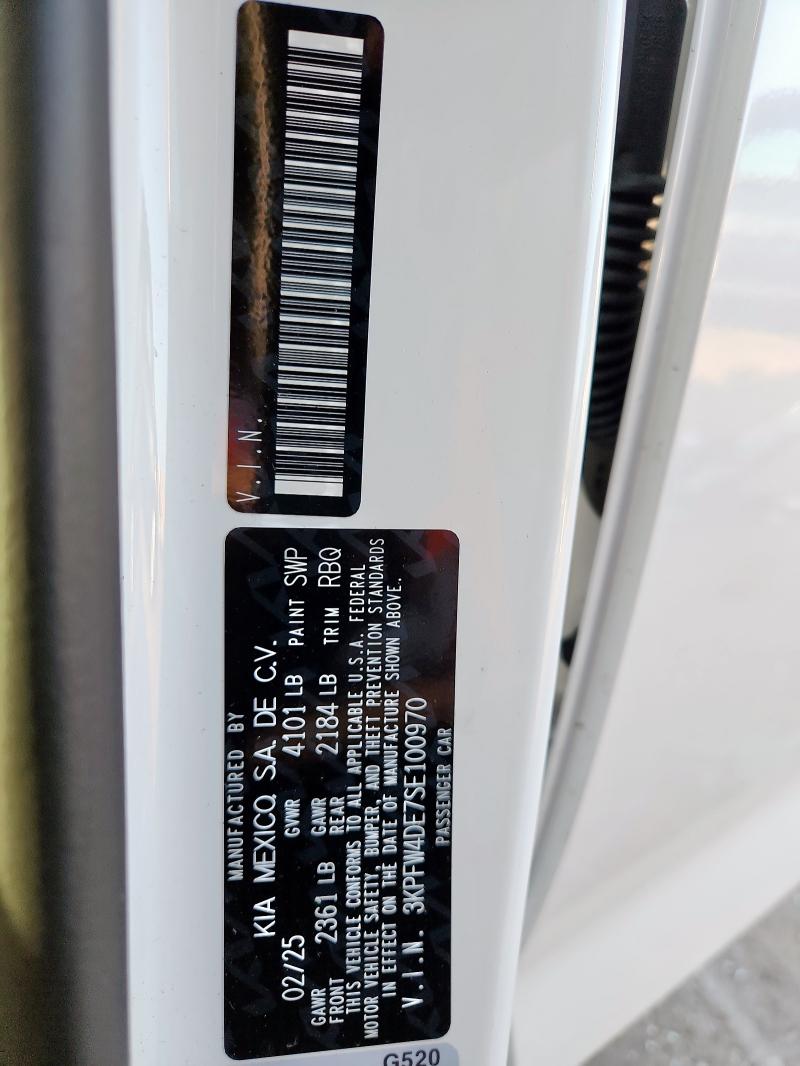 V.I.N.
MANUFACTURED BY
KIA MEXICO, S.A. DE C.V.
02/25 GVWR 4101 LB PAINT SWP
GAWR FRONT 2361 LB GAWR REAR 2184 LB TRIM RBQ
THIS VEHICLE CONFORMS TO ALL APPLICABLE U.S.A. FEDERAL
MOTOR VEHICLE SAFETY, BUMPER, AND THEFT PREVENTION STANDARDS
IN EFFECT ON THE DATE OF MANUFACTURE SHOWN ABOVE..
V.I.N. 3KPFW4DE7SE100970
PASSENGER CAR
G520